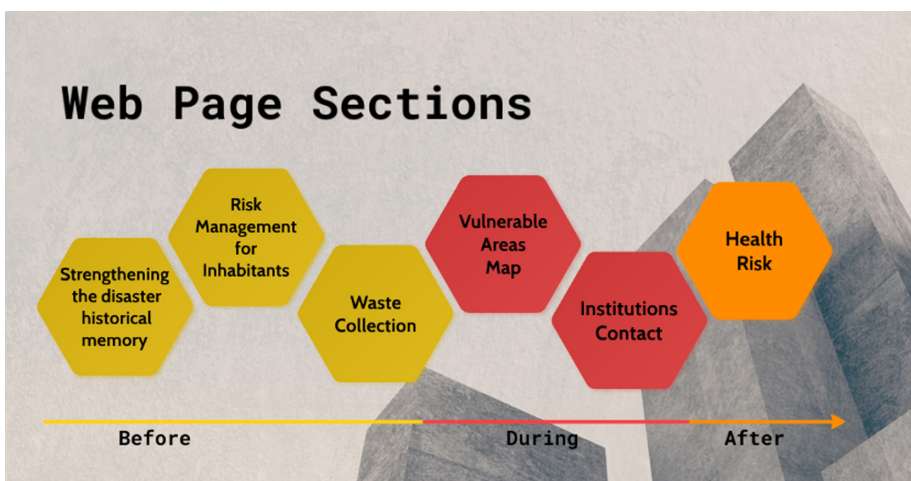 Web Page Sections
Strengthening
the disaster
historical
memory
Risk
Management
for
Inhabitants
Waste
Collection
Vulnerable
Areas
Map
Institutions
Contact
Health
Risk
Before
During
After